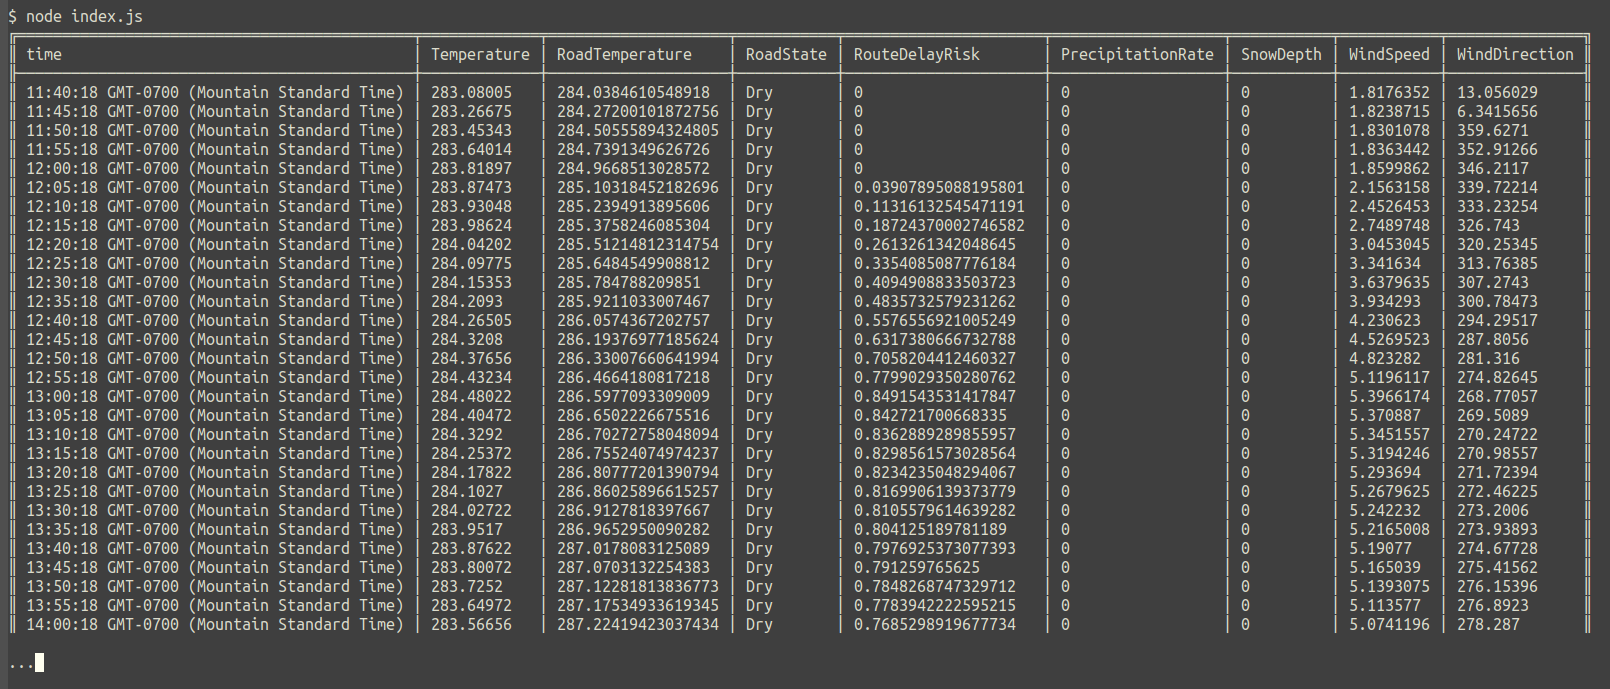 $ node index.js
time Temperature RoadTemperature RoadState RouteDelayRisk PrecipitationRate SnowDepth WindSpeed WindDirection
11:40:18 GMT-0700 (Mountain Standard Time) 283.08005 284.0384610548918 Dry 0 0 0 1.8176352 13.056029
11:45:18 GMT-0700 (Mountain Standard Time) 283.26675 284.27200101872756 Dry 0 0 0 1.8238715 6.3415656
11:50:18 GMT-0700 (Mountain Standard Time) 283.45343 284.50555894324805 Dry 0 0 0 1.8301078 359.6271
11:55:18 GMT-0700 (Mountain Standard Time) 283.64014 284.7391349626726 Dry 0 0 0 1.8363442 352.91266
12:00:18 GMT-0700 (Mountain Standard Time) 283.81897 284.9668513028572 Dry 0 0 0 1.8599862 346.2117
12:05:18 GMT-0700 (Mountain Standard Time) 283.87473 285.10318452182696 Dry 0.03907895088195801 0 0 2.1563158 339.72214
12:10:18 GMT-0700 (Mountain Standard Time) 283.93048 285.2394913895606 Dry 0.11316132545471191 0 0 2.4526453 333.23254
12:15:18 GMT-0700 (Mountain Standard Time) 283.98624 285.3758246085304 Dry 0.18724370002746582 0 0 2.7489748 326.743
12:20:18 GMT-0700 (Mountain Standard Time) 284.04202 285.51214812314754 Dry 0.2613261342048645 0 0 3.0453045 320.25345
12:25:18 GMT-0700 (Mountain Standard Time) 284.09775 285.6484549908812 Dry 0.3354085087776184 0 0 3.341634 313.76385
12:30:18 GMT-0700 (Mountain Standard Time) 284.15353 285.784788209851 Dry 0.4094908833503723 0 0 3.6379635 307.2743
12:35:18 GMT-0700 (Mountain Standard Time) 284.2093 285.9211033007467 Dry 0.4835732579231262 0 0 3.934293 300.78473
12:40:18 GMT-0700 (Mountain Standard Time) 284.26505 286.0574367202757 Dry 0.5576556921005249 0 0 4.230623 294.29517
12:45:18 GMT-0700 (Mountain Standard Time) 284.3208 286.19376977185624 Dry 0.6317380666732788 0 0 4.5269523 287.8056
12:50:18 GMT-0700 (Mountain Standard Time) 284.37656 286.33007660641994 Dry 0.7058204412460327 0 0 4.823282 281.316
12:55:18 GMT-0700 (Mountain Standard Time) 284.43234 286.4664180817218 Dry 0.7799029350280762 0 0 5.1196117 274.82645
13:00:18 GMT-0700 (Mountain Standard Time) 284.48022 286.5977093309009 Dry 0.8491543531417847 0 0 5.3966174 268.77057
13:05:18 GMT-0700 (Mountain Standard Time) 284.40472 286.6502226675516 Dry 0.842721700668335 0 0 5.370887 269.5089
13:10:18 GMT-0700 (Mountain Standard Time) 284.3292 286.70272758048094 Dry 0.8362889289855957 0 0 5.3451557 270.24722
13:15:18 GMT-0700 (Mountain Standard Time) 284.25372 286.75524074974237 Dry 0.8298561573028564 0 0 5.3194246 270.98557
13:20:18 GMT-0700 (Mountain Standard Time) 284.17822 286.80777201390794 Dry 0.8234235048294067 0 0 5.293694 271.72394
13:25:18 GMT-0700 (Mountain Standard Time) 284.1027 286.86025896615257 Dry 0.8169906139373779 0 0 5.2679625 272.46225
13:30:18 GMT-0700 (Mountain Standard Time) 284.02722 286.9127818397667 Dry 0.8105579614639282 0 0 5.242232 273.2006
13:35:18 GMT-0700 (Mountain Standard Time) 283.9517 286.9652950090282 Dry 0.804125189781189 0 0 5.2165008 273.93893
13:40:18 GMT-0700 (Mountain Standard Time) 283.87622 287.0178083125089 Dry 0.7976925373077393 0 0 5.19077 274.67728
13:45:18 GMT-0700 (Mountain Standard Time) 283.80072 287.0703132254383 Dry 0.791259765625 0 0 5.165039 275.41562
13:50:18 GMT-0700 (Mountain Standard Time) 283.7252 287.12281813836773 Dry 0.7848268747329712 0 0 5.1393075 276.15396
13:55:18 GMT-0700 (Mountain Standard Time) 283.64972 287.17534933619345 Dry 0.7783942222595215 0 0 5.113577 276.8923
14:00:18 GMT-0700 (Mountain Standard Time) 283.56656 287.22419423037434 Dry 0.7685298919677734 0 0 5.0741196 278.287
...